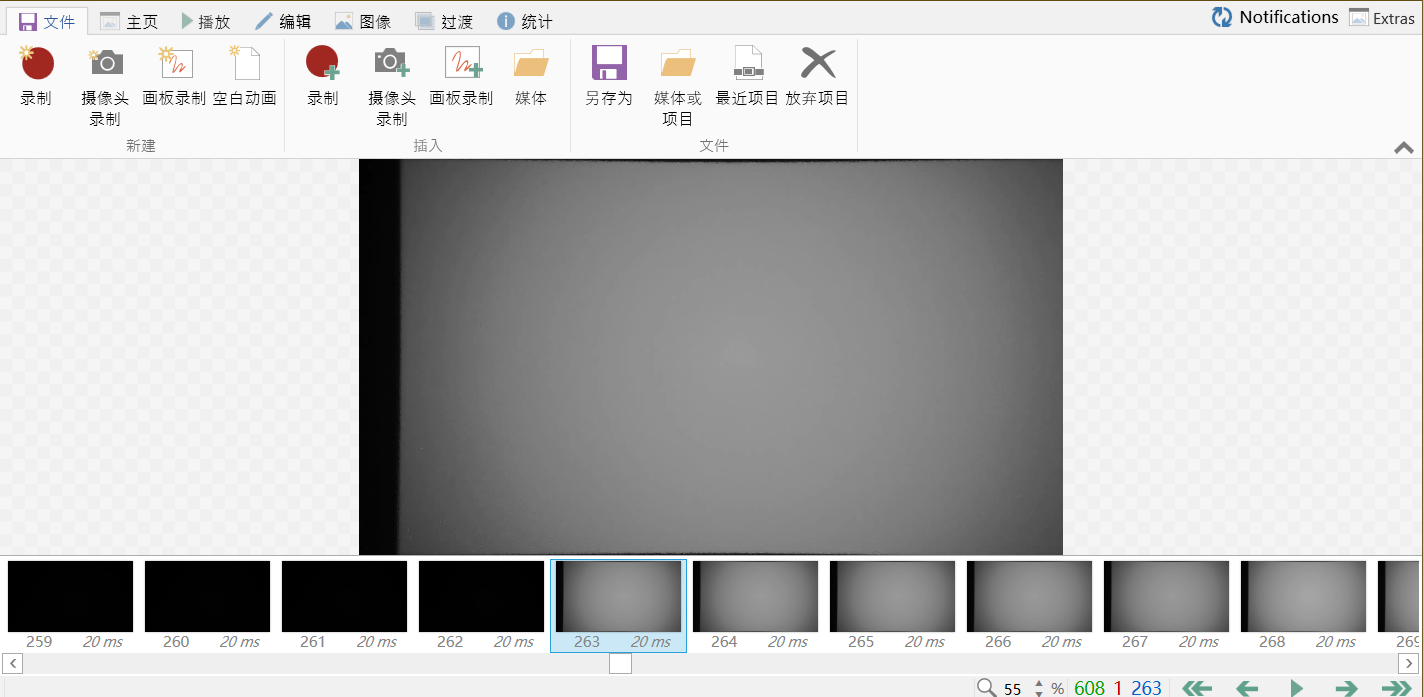 文件 主页 播放 编辑 图像 过渡 统计 Notifications Extras
录制 摄像头录制 画板录制 空白动画 录制 摄像头录制 画板录制 媒体 另存为 媒体或项目 最近项目 放弃项目
新建 插入 文件
259 20 ms 260 20 ms 261 20 ms 262 20 ms 263 20 ms 264 20 ms 265 20 ms 266 20 ms 267 20 ms 268 20 ms 269
55 % 608 1 263